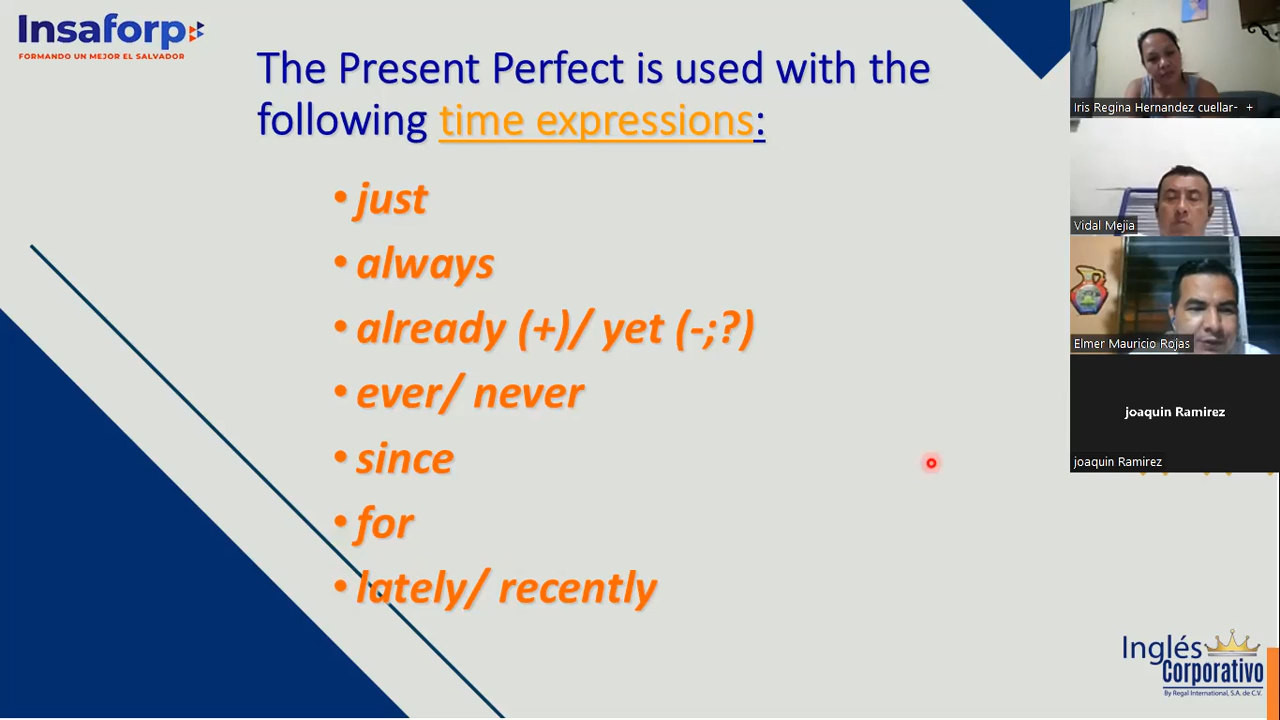 Insaforp
FORMANDO UN MEJOR EL SALVADOR
The Present Perfect is used with the
following time expressions:
• just
• always
• already (+)/ yet (-;?)
• ever/ never
• since
• for
• lately/ recently
Iris Regina Hernandez cuellar- +
Vidal Mejia
Elmer Mauricio Rojas
joaquin Ramirez
joaquin Ramirez
Inglés
Corporativo
By Regal International, S.A. de C.V.